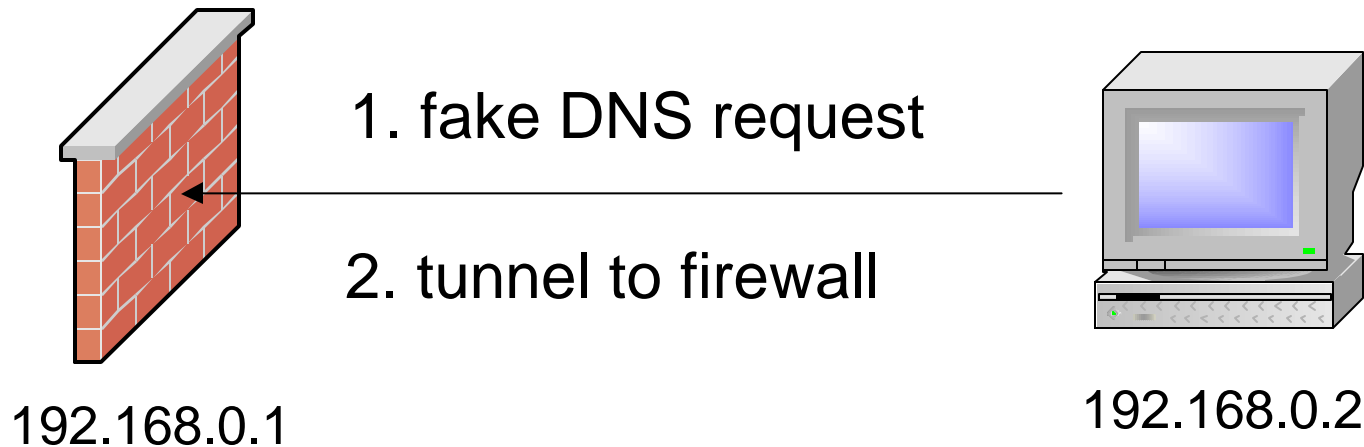 1. fake DNS request
2. tunnel to firewall
192.168.0.1
192.168.0.2